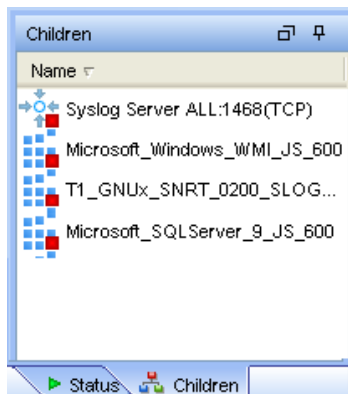 Children
Name
Syslog Server ALL:1468(TCP)
Microsoft_Windows_WMI_JS_600
T1_GNUx_SNRT_0200_SLOG...
Microsoft_SQLServer_9_JS_600
Status Children